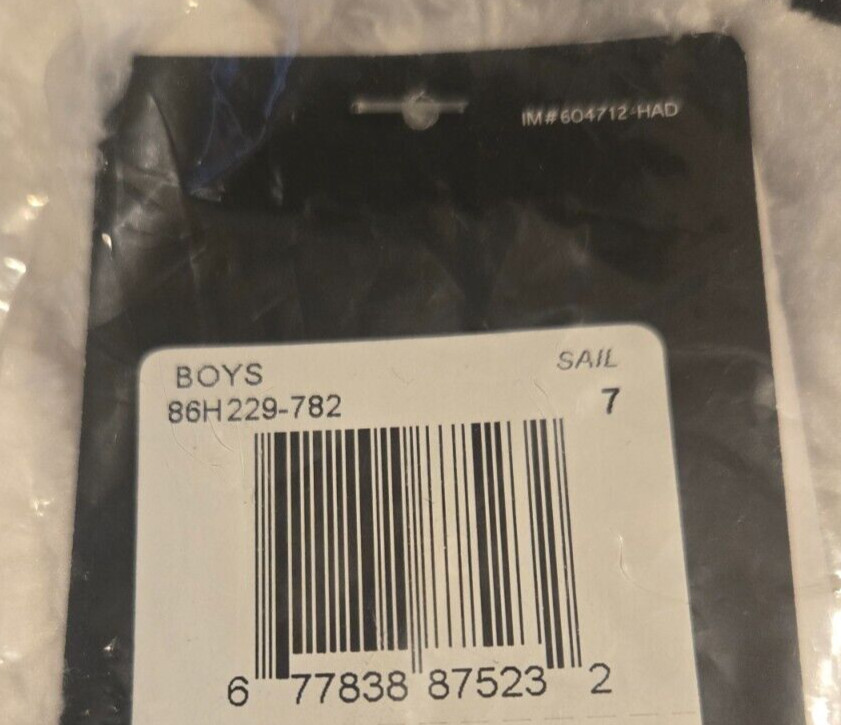 IM#604712-HAD
BOYS SAIL
86H229-782 7
6 77838 87523 2